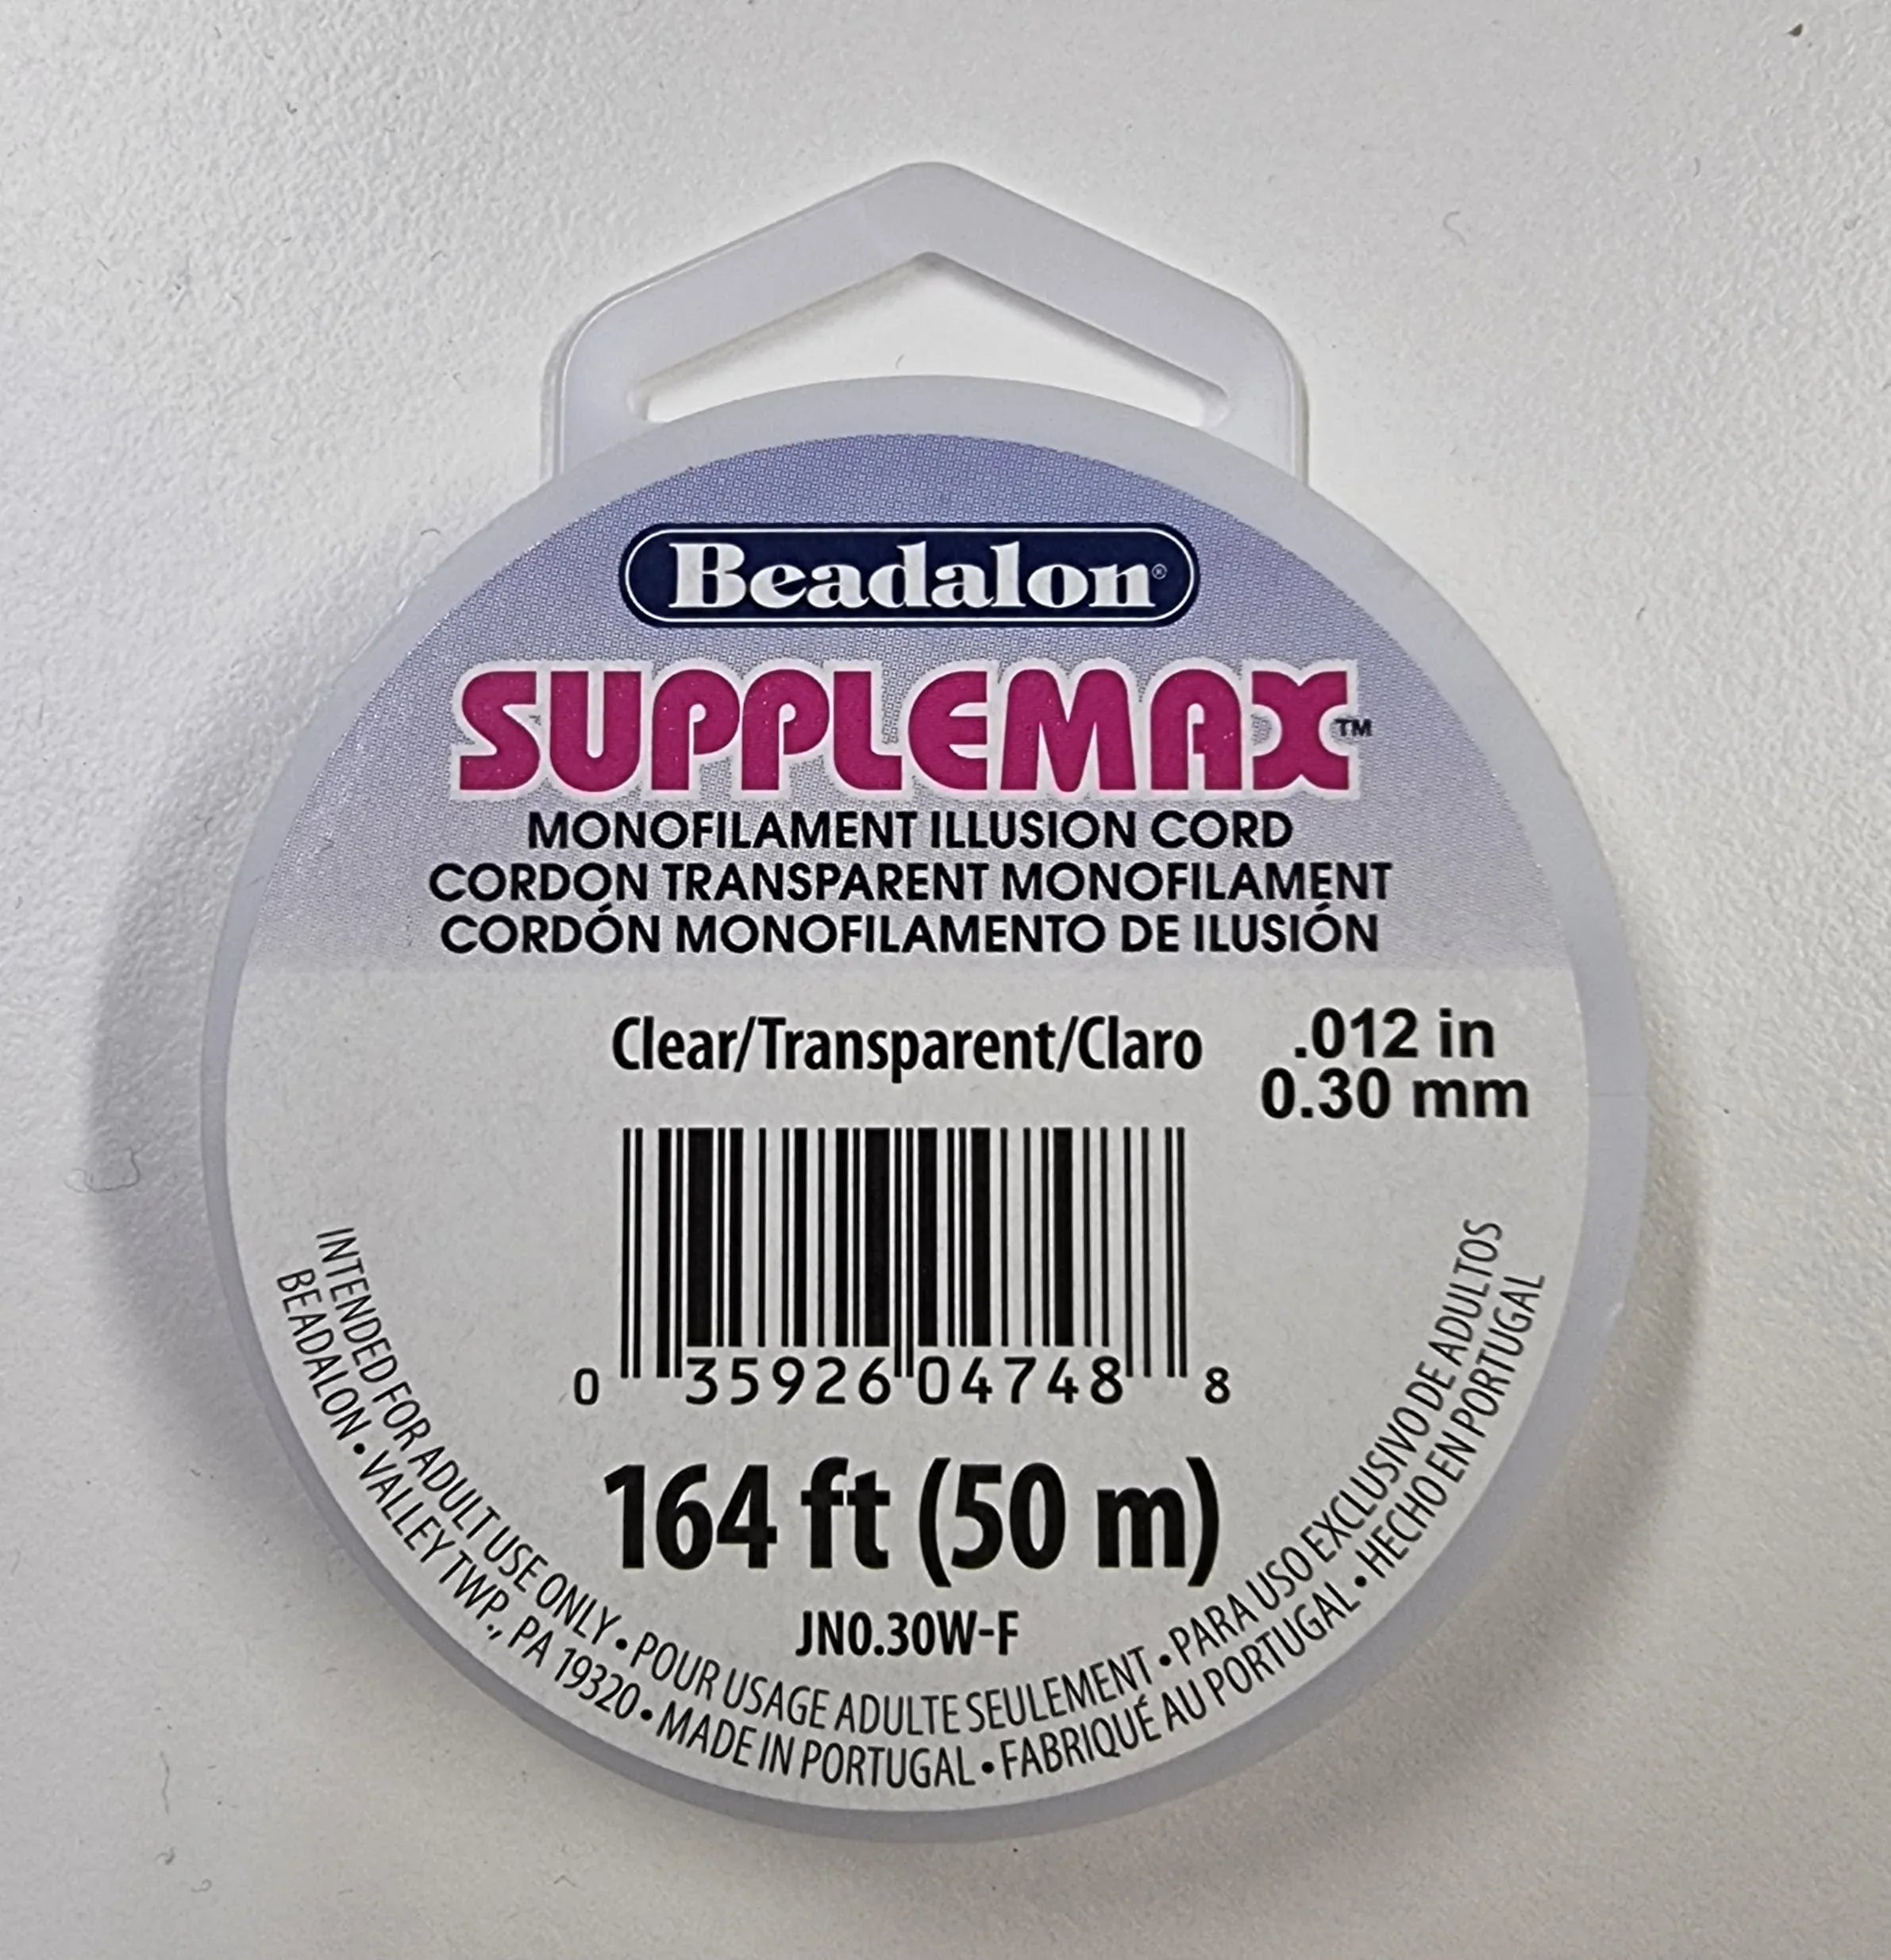 Beadalon®
SUPPLEMAX™
MONOFILAMENT ILLUSION CORD
CORDON TRANSPARENT MONOFILAMENT
CORDÓN MONOFILAMENTO DE ILUSIÓN
Clear/Transparent/Claro
.012 in
0.30 mm
0 35926 04748 8
164 ft (50 m)
JN0.30W-F
INTENDED FOR ADULT USE ONLY • POUR USAGE ADULTE SEULEMENT • PARA USO EXCLUSIVO DE ADULTOS
BEADALON • VALLEY TWP., PA 19320 • MADE IN PORTUGAL • FABRIQUÉ AU PORTUGAL • HECHO EN PORTUGAL